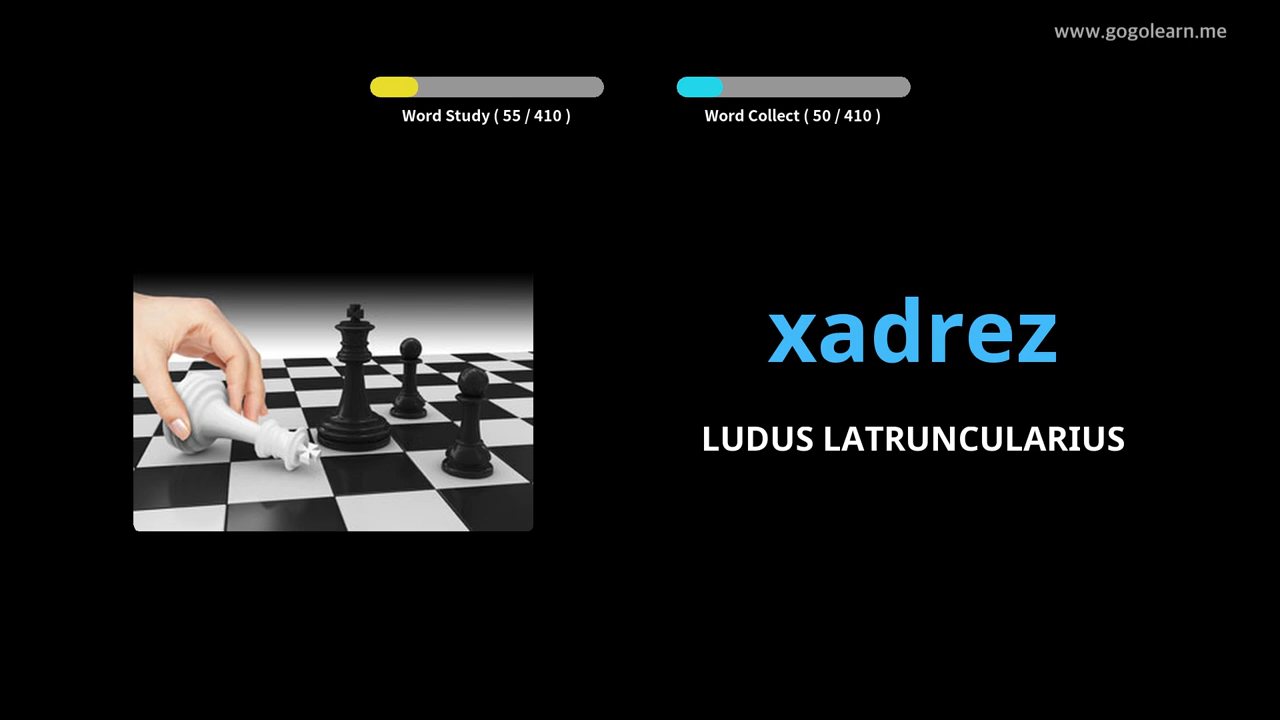 www.gogolearn.me
Word Study ( 55 / 410 )
Word Collect ( 50 / 410 )
xadrez
LUDUS LATRUNCULARIUS